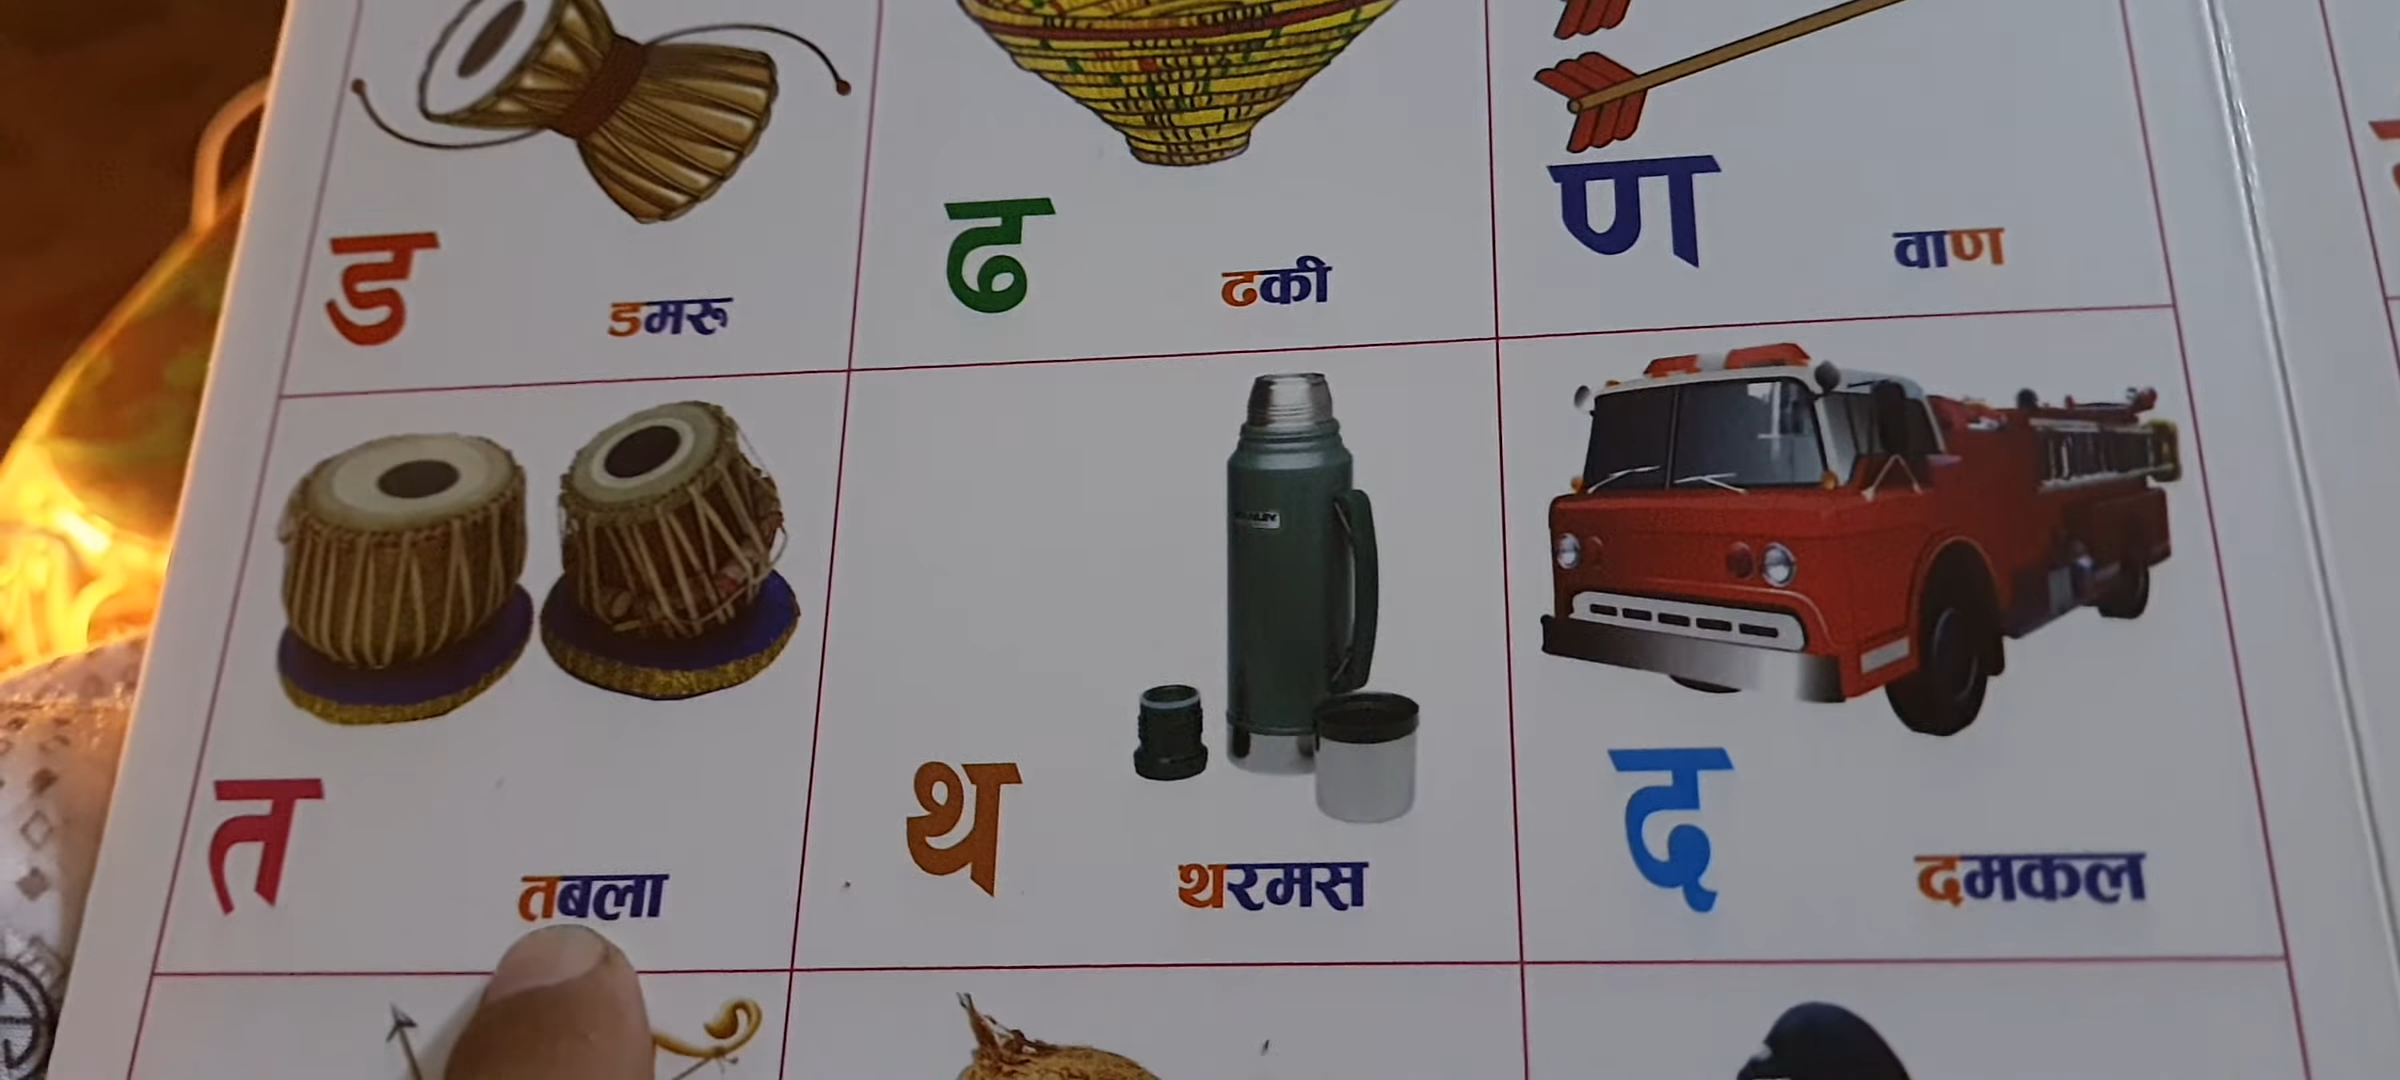 ड डमरू
ढ ढकी
ण वाण
त तबला
थ थरमस
द दमकल